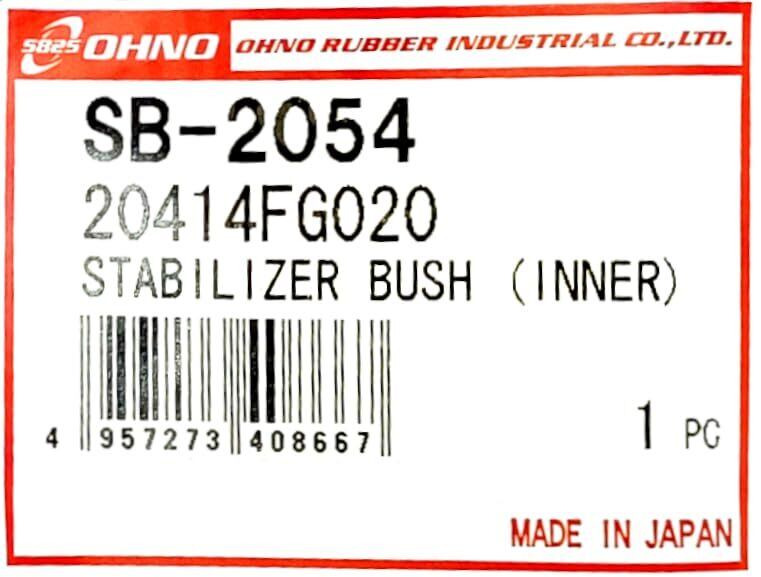 SB25 OHNO OHNO RUBBER INDUSTRIAL CO.,LTD.
SB-2054
20414FG020
STABILIZER BUSH (INNER)
4 957273 408667
1 PC
MADE IN JAPAN